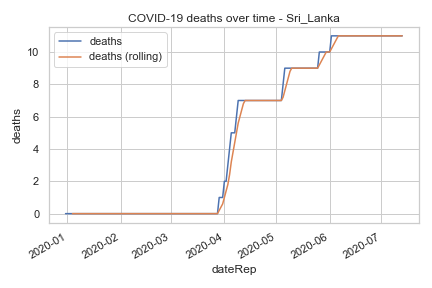 COVID-19 deaths over time - Sri_Lanka
deaths
deaths (rolling)
deaths
10
8
6
4
2
0
2020-01
2020-02
2020-03
2020-04
2020-05
2020-06
2020-07
dateRep